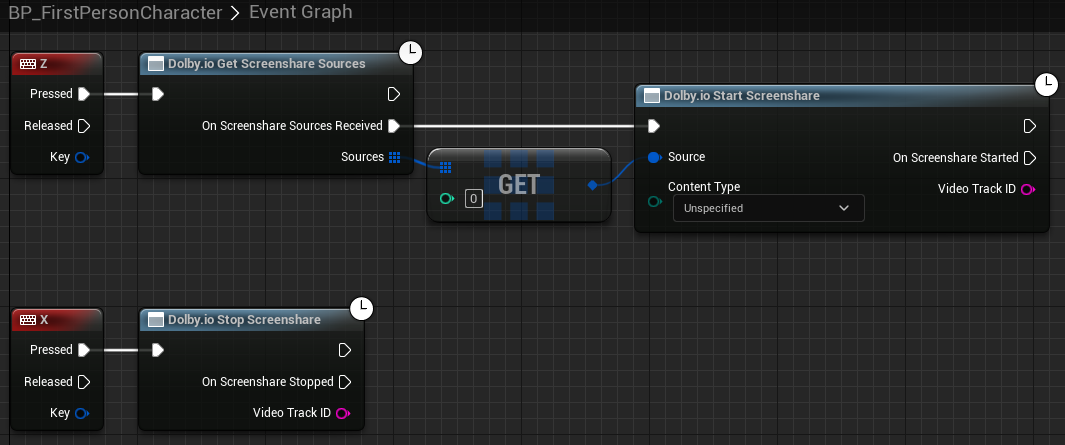 BP_FirstPersonCharacter > Event Graph
Z
Pressed
Released
Key
Dolby.io Get Screenshare Sources
On Screenshare Sources Received
Sources
GET
0
Dolby.io Start Screenshare
Source
On Screenshare Started
Content Type
Video Track ID
Unspecified
X
Pressed
Released
Key
Dolby.io Stop Screenshare
On Screenshare Stopped
Video Track ID